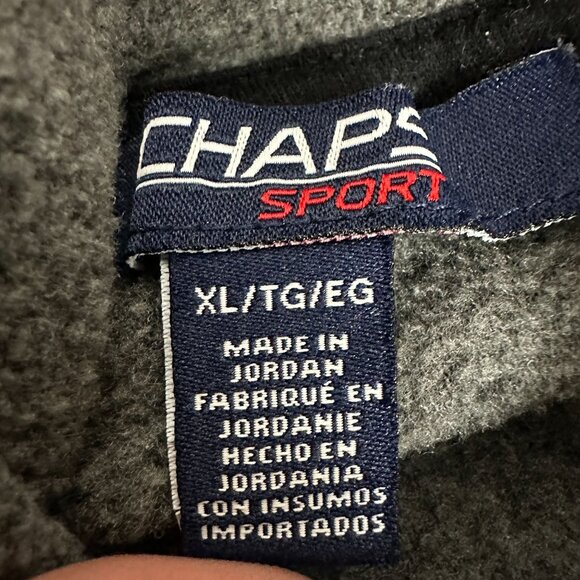 CHAPS
SPORT
XL/TG/EG
MADE IN
JORDAN
FABRIQUÉ EN
JORDANIE
HECHO EN
JORDANIA
CON INSUMOS
IMPORTADOS